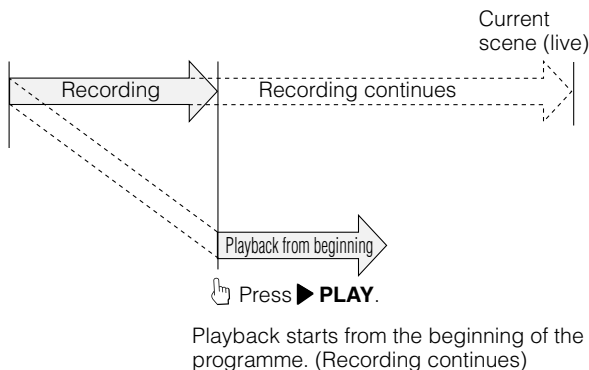 Current
scene (live)
Recording
Recording continues
Playback from beginning
Press ▶ PLAY.
Playback starts from the beginning of the
programme. (Recording continues)